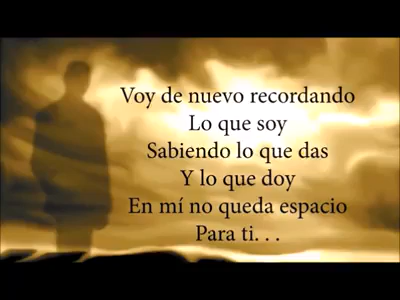 Voy de nuevo recordando
Lo que soy
Sabiendo lo que das
Y lo que doy
En mí no queda espacio
Para ti. . .